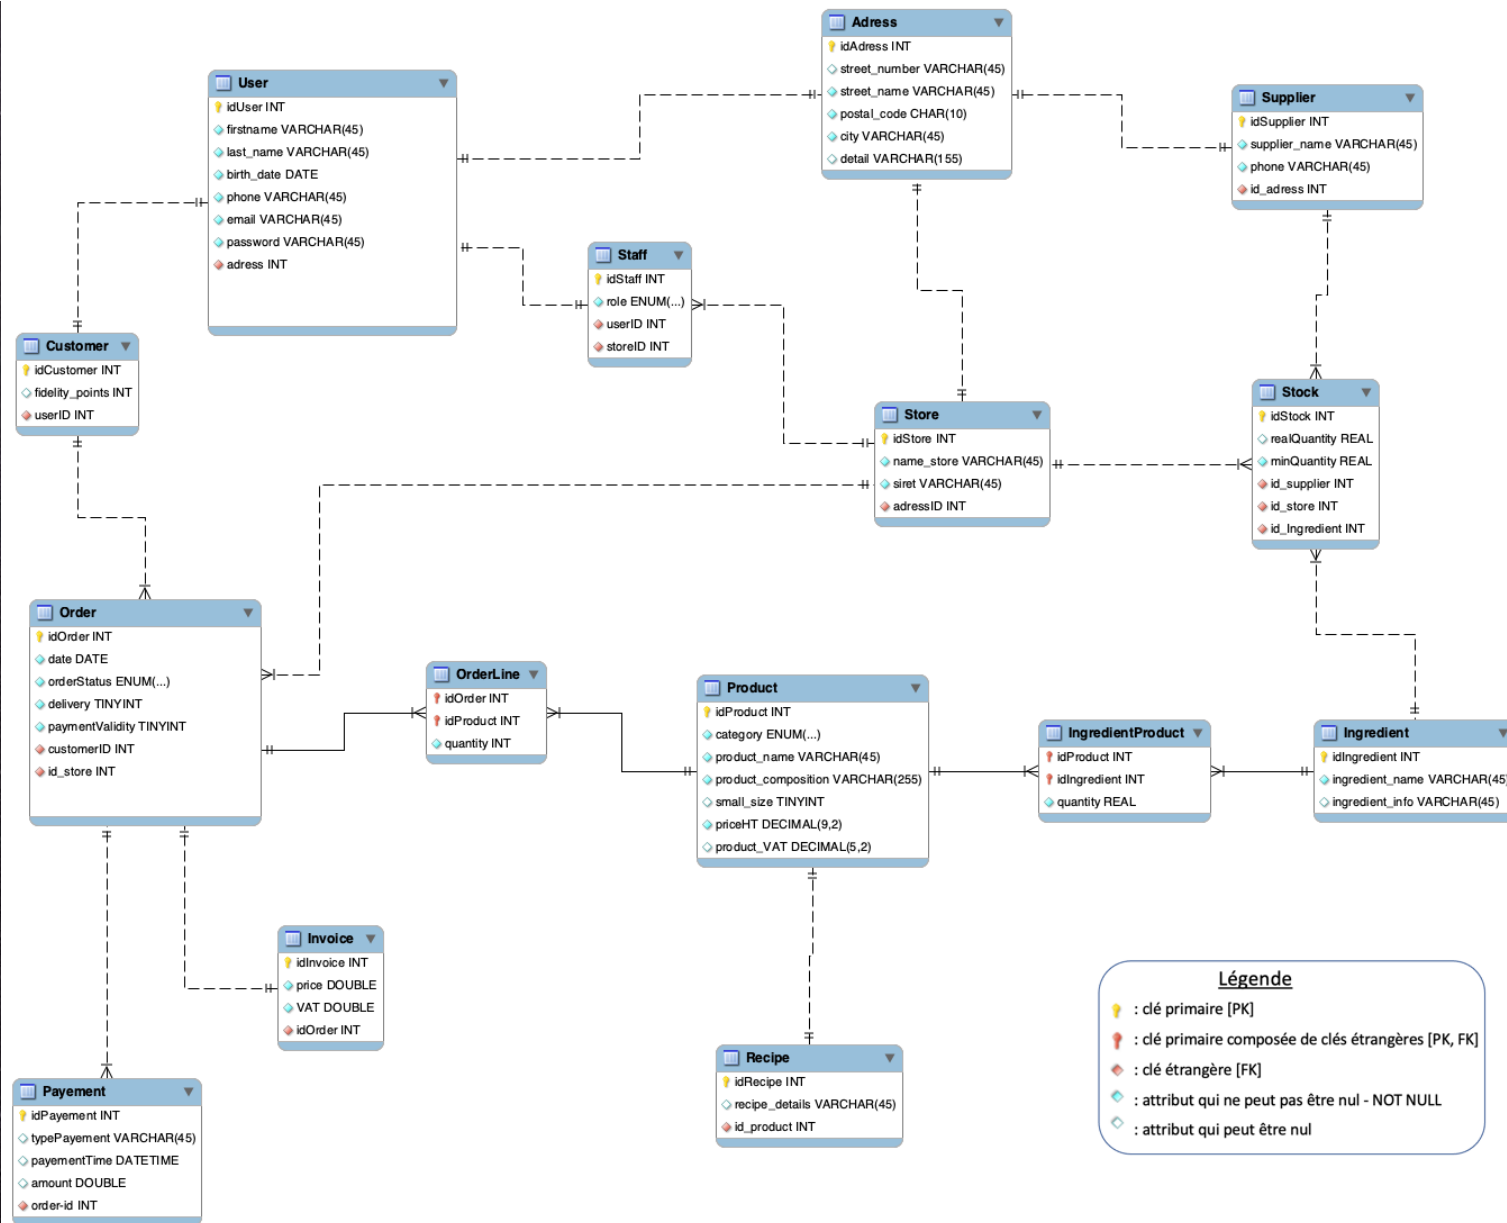 Adress
idAdress INT
street_number VARCHAR(45)
street_name VARCHAR(45)
postal_code CHAR(10)
city VARCHAR(45)
detail VARCHAR(155)
User
idUser INT
firstname VARCHAR(45)
last_name VARCHAR(45)
birth_date DATE
phone VARCHAR(45)
email VARCHAR(45)
password VARCHAR(45)
adress INT
Supplier
idSupplier INT
supplier_name VARCHAR(45)
phone VARCHAR(45)
id_adress INT
Staff
idStaff INT
role ENUM(...)
userID INT
storeID INT
Customer
idCustomer INT
fidelity_points INT
userID INT
Store
idStore INT
name_store VARCHAR(45)
siret VARCHAR(45)
adressID INT
Stock
idStock INT
realQuantity REAL
minQuantity REAL
id_supplier INT
id_store INT
id_Ingredient INT
Order
idOrder INT
date DATE
orderStatus ENUM(...)
delivery TINYINT
paymentValidity TINYINT
customerID INT
id_store INT
OrderLine
idOrder INT
idProduct INT
quantity INT
Product
idProduct INT
category ENUM(...)
product_name VARCHAR(45)
product_composition VARCHAR(255)
small_size TINYINT
priceHT DECIMAL(9,2)
product_VAT DECIMAL(5,2)
IngredientProduct
idProduct INT
idIngredient INT
quantity REAL
Ingredient
idIngredient INT
ingredient_name VARCHAR(45)
ingredient_info VARCHAR(45)
Invoice
idInvoice INT
price DOUBLE
VAT DOUBLE
idOrder INT
Payement
idPayement INT
typePayement VARCHAR(45)
payementTime DATETIME
amount DOUBLE
order-id INT
Recipe
idRecipe INT
recipe_details VARCHAR(45)
id_product INT
Légende
: clé primaire [PK]
: clé primaire composée de clés étrangères [PK, FK]
: clé étrangère [FK]
: attribut qui ne peut pas être nul - NOT NULL
: attribut qui peut être nul